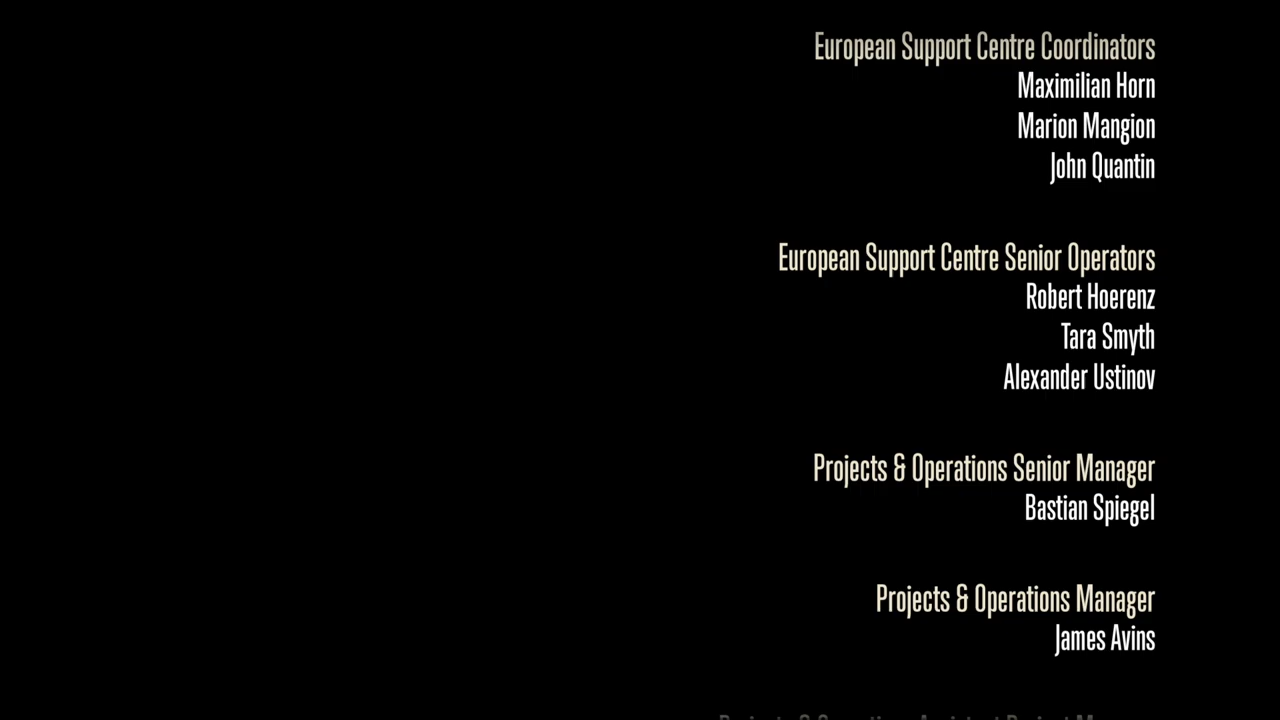 European Support Centre Coordinators
Maximilian Horn
Marion Mangion
John Quantin
European Support Centre Senior Operators
Robert Hoerenz
Tara Smyth
Alexander Ustinov
Projects & Operations Senior Manager
Bastian Spiegel
Projects & Operations Manager
James Avins